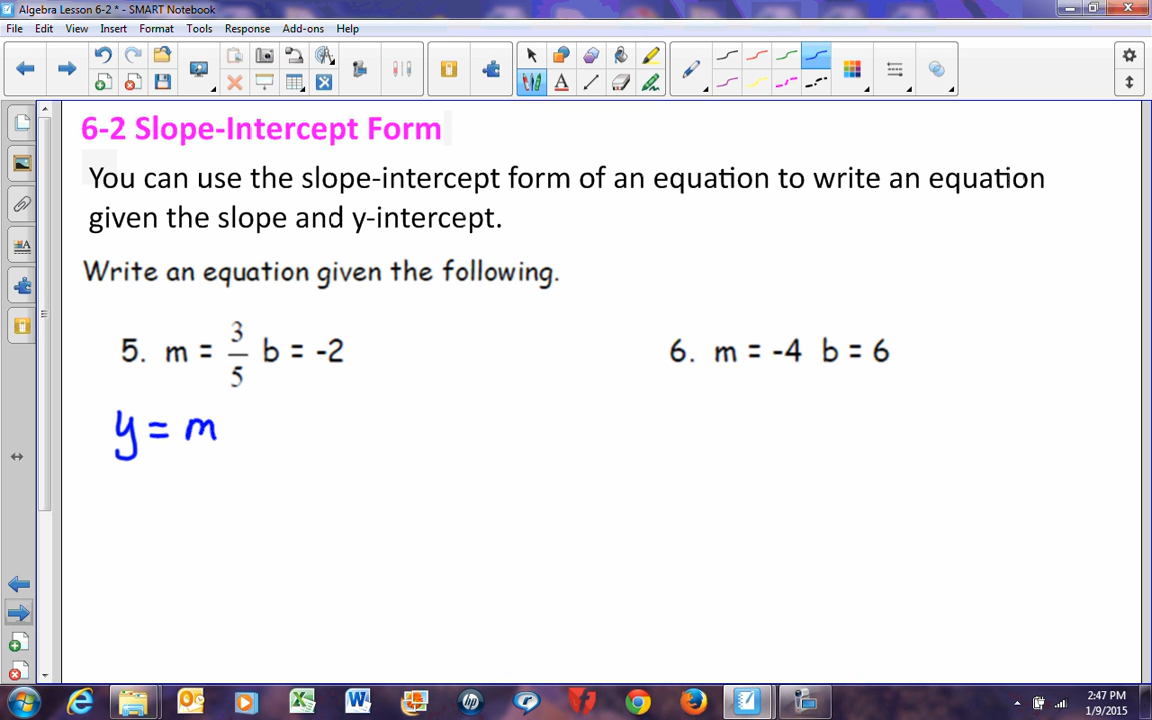 Algebra Lesson 6-2 * - SMART Notebook
File Edit View Insert Format Tools Response Add-ons Help
6-2 Slope-Intercept Form
You can use the slope-intercept form of an equation to write an equation
given the slope and y-intercept.
Write an equation given the following.
5. m = 3/5 b = -2
6. m = -4 b = 6
y = m
2:47 PM
1/9/2015